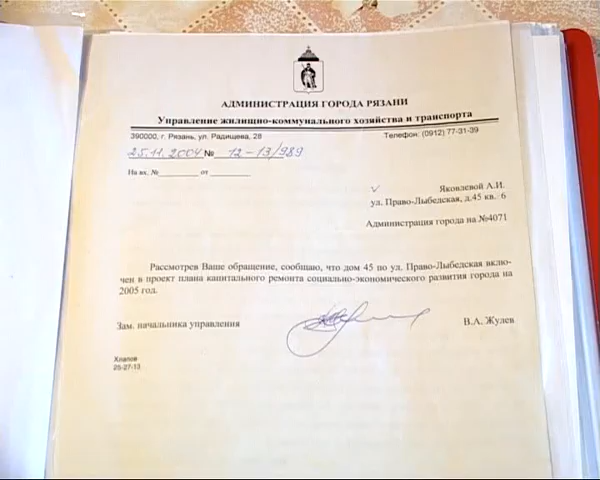 АДМИНИСТРАЦИЯ ГОРОДА РЯЗАНИ
Управление жилищно-коммунального хозяйства и транспорта
390000, г. Рязань, ул. Радищева, 28 Телефон: (0912) 77-31-39
25.11.2004 № 12-13/989
На вх. № от
Яковлевой А.И.
ул. Право-Лыбедская, д.45 кв. 6
Администрация города на №4071
Рассмотрев Ваше обращение, сообщаю, что дом 45 по ул. Право-Лыбедская вклю-
чен в проект плана капитального ремонта социально-экономического развития города на
2005 год.
Зам. начальника управления В.А. Жулев
Хлапов
25-27-13